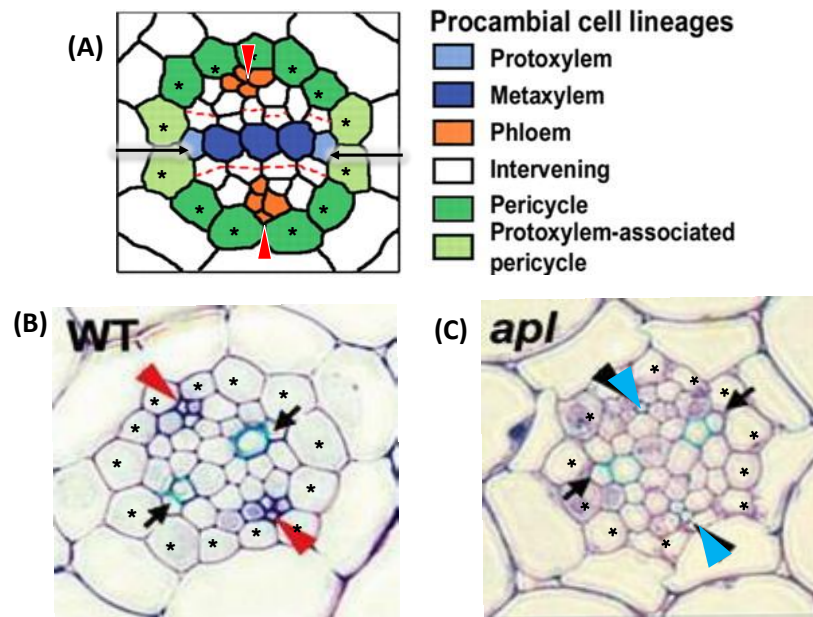 (A)
Procambial cell lineages
Protoxylem
Metaxylem
Phloem
Intervening
Pericycle
Protoxylem-associated
pericycle
(B)
WT
(C)
apl